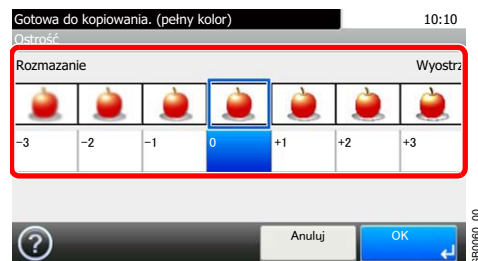 Gotowa do kopiowania. (pełny kolor) 10:10
Ostrość
Rozmazanie Wyostrz
-3 -2 -1 0 +1 +2 +3
? Anuluj OK
GB0060_00